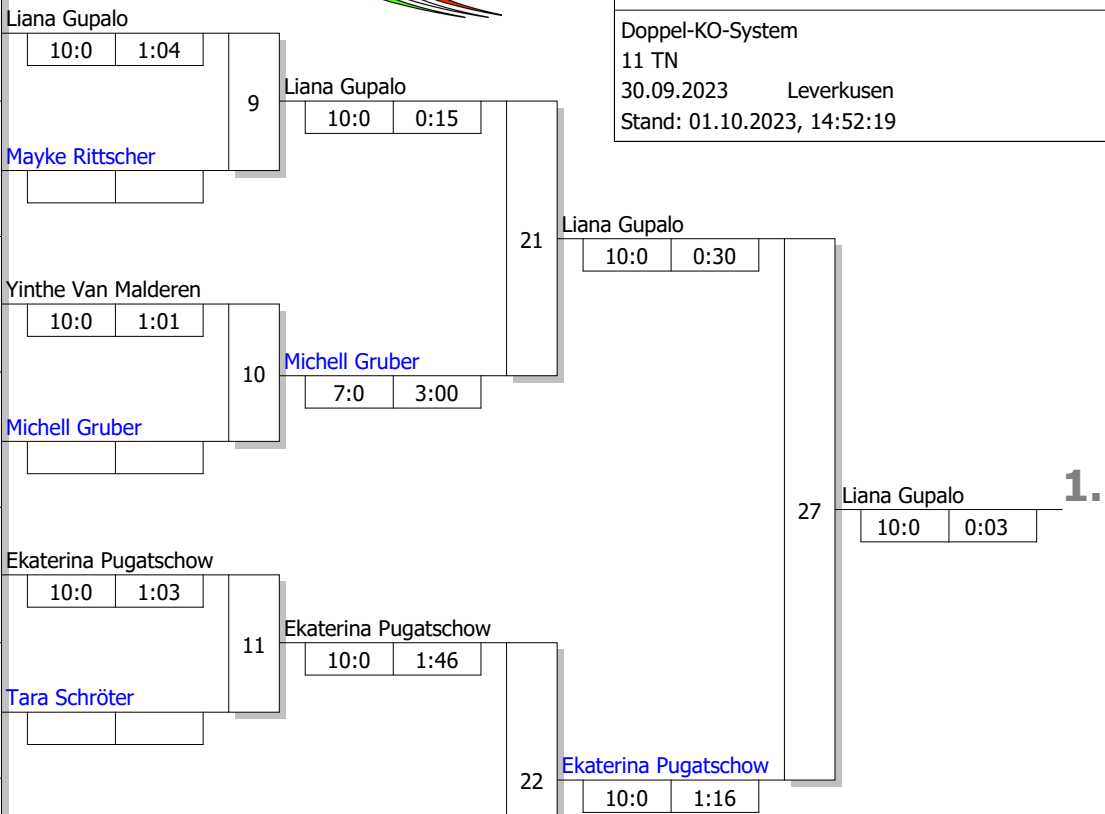 Doppel-KO-System
11 TN
30.09.2023 Leverkusen
Stand: 01.10.2023, 14:52:19
Liana Gupalo
10:0 1:04
9
Mayke Rittscher
Liana Gupalo
10:0 0:15
Yinthe Van Malderen
10:0 1:01
10
Michell Gruber
Michell Gruber
7:0 3:00
21
Liana Gupalo
10:0 0:30
Ekaterina Pugatschow
10:0 1:03
11
Tara Schröter
Ekaterina Pugatschow
10:0 1:46
22
Ekaterina Pugatschow
10:0 1:16
27
Liana Gupalo
10:0 0:03
1.